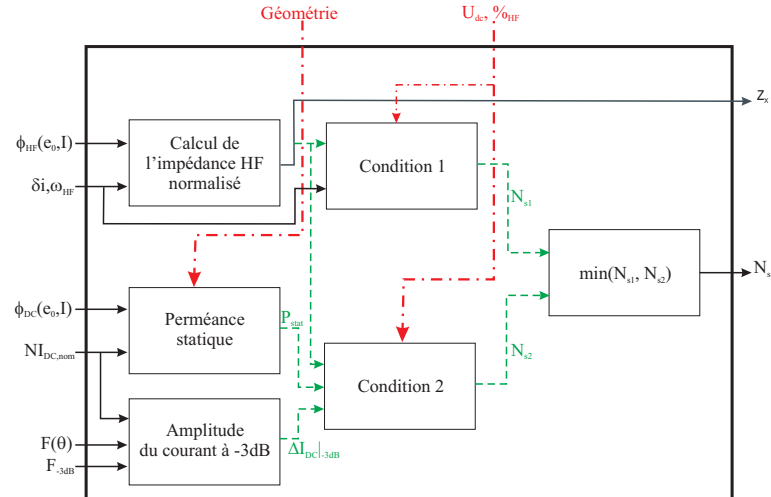 Géométrie
U_dc, %_HF
Z_x
ϕ_HF(e_0,I)
Calcul de
l'impédance HF
normalisé
Condition 1
δi,ω_HF
N_s1
min(N_s1, N_s2)
N_s
ϕ_DC(e_0,I)
Perméance
statique
P_stat
NI_DC,nom
N_s2
Condition 2
Amplitude
du courant à -3dB
F(θ)
ΔI_DC|_-3dB
F_-3dB